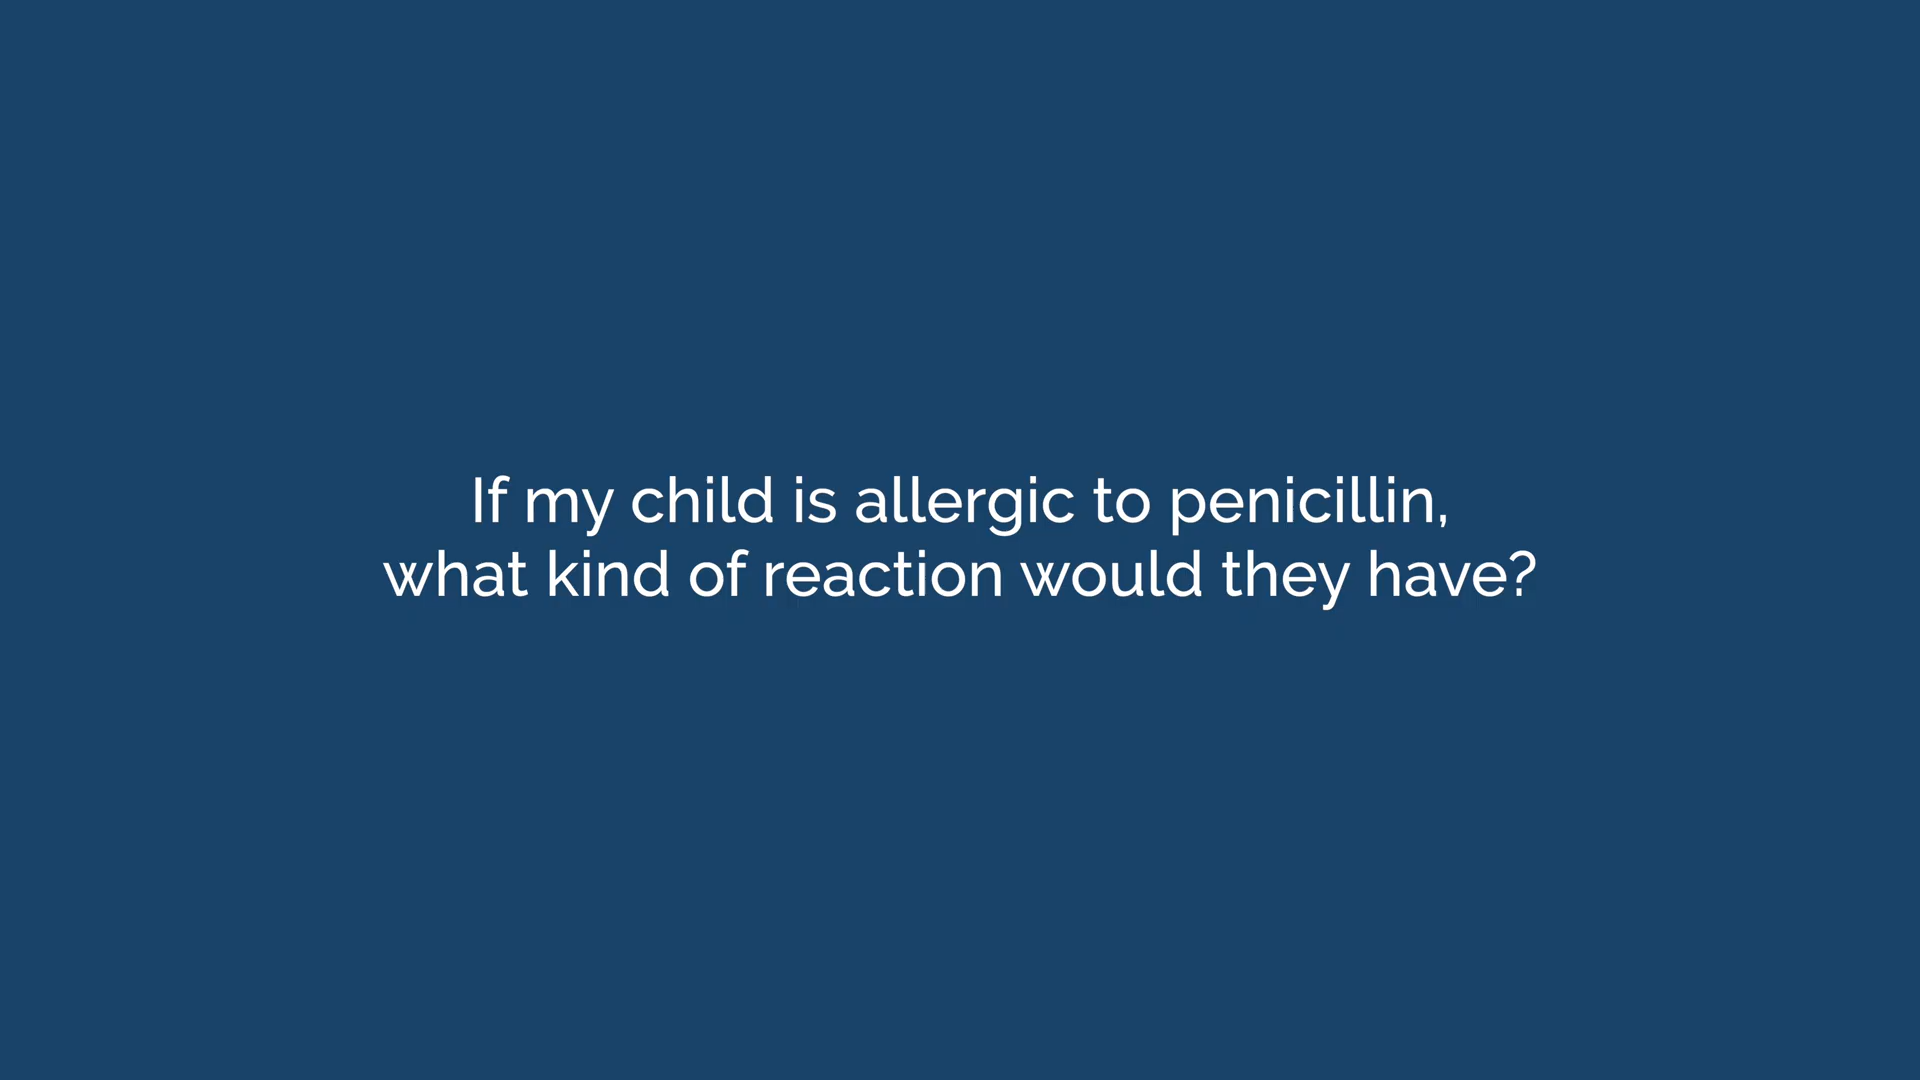 If my child is allergic to penicillin,
what kind of reaction would they have?